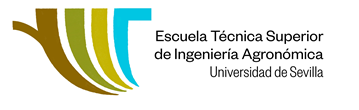 Escuela Técnica Superior
de Ingeniería Agronómica
Universidad de Sevilla